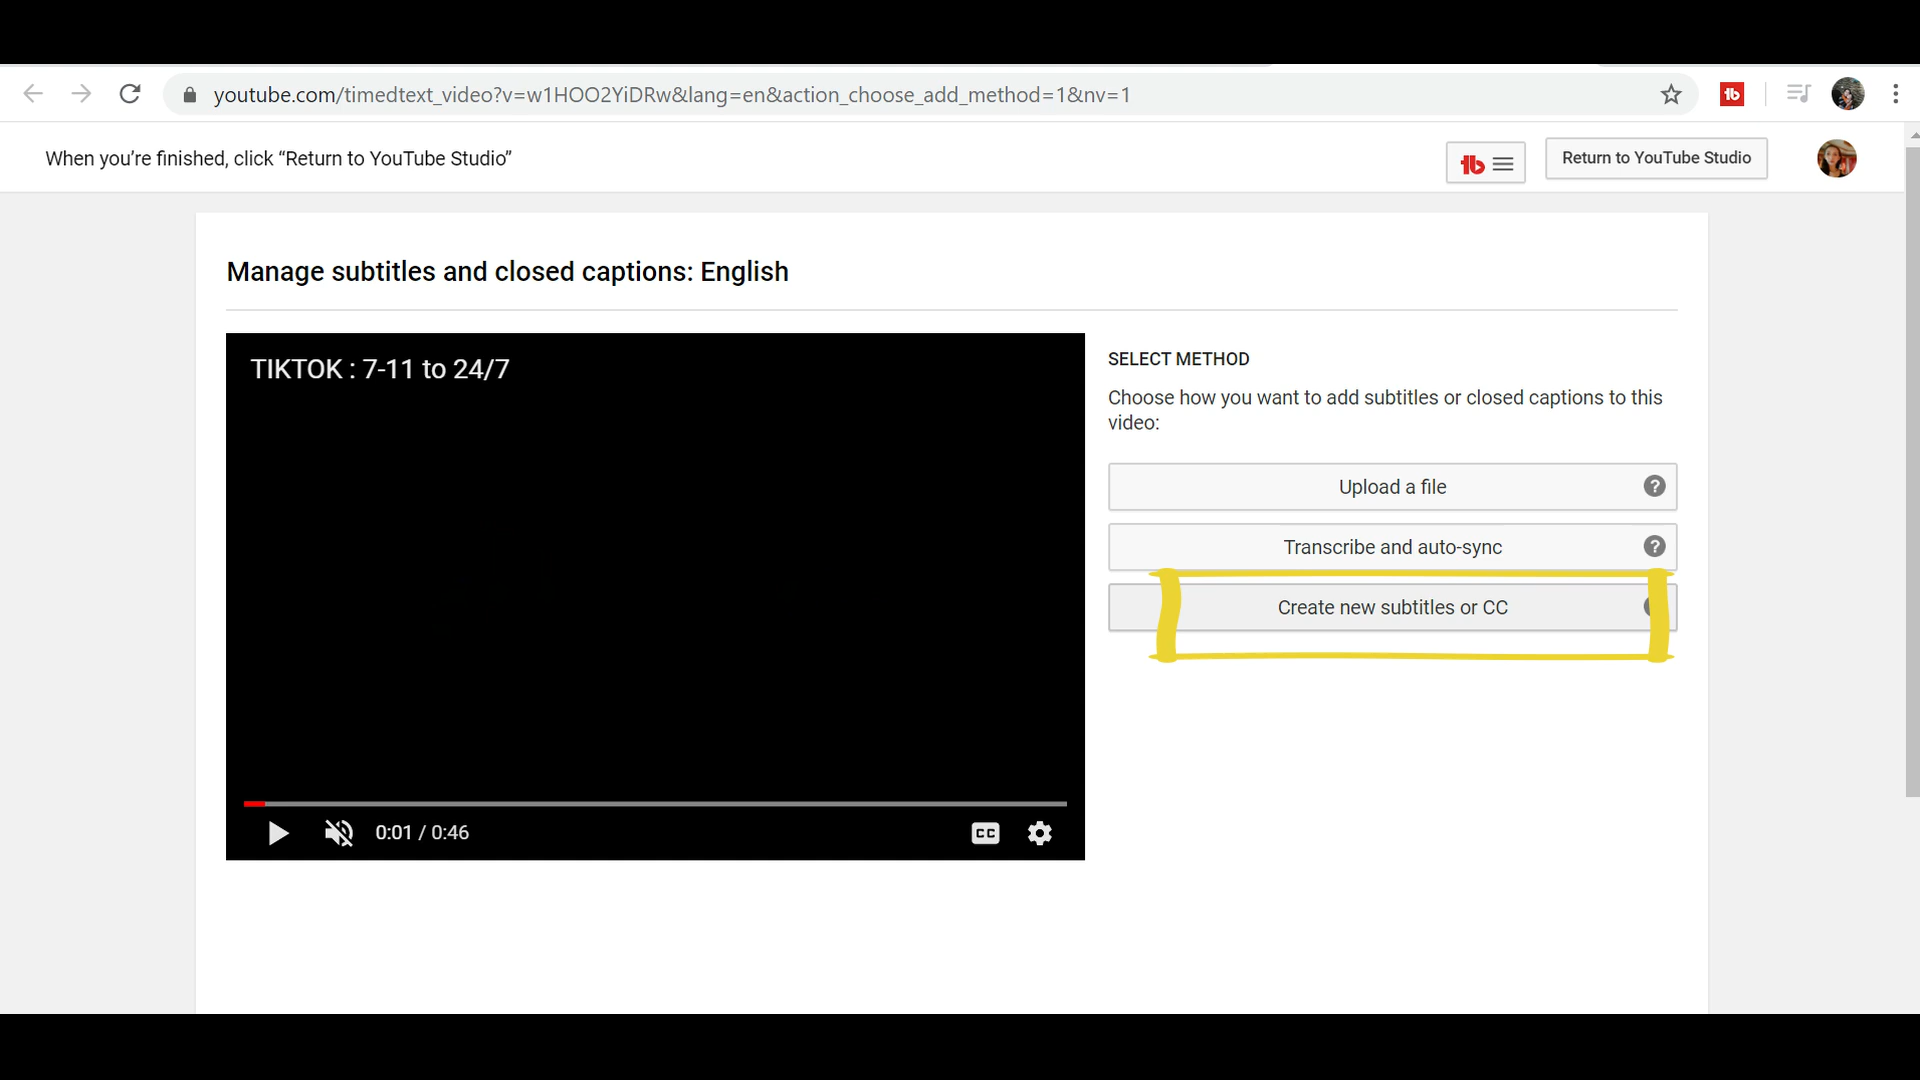 youtube.com/timedtext_video?v=w1HOO2YiDRw&lang=en&action_choose_add_method=1&nv=1
When you’re finished, click “Return to YouTube Studio”
Return to YouTube Studio
Manage subtitles and closed captions: English
TIKTOK : 7-11 to 24/7
SELECT METHOD
Choose how you want to add subtitles or closed captions to this
video:
Upload a file
?
Transcribe and auto-sync
?
Create new subtitles or CC
0:01 / 0:46
CC